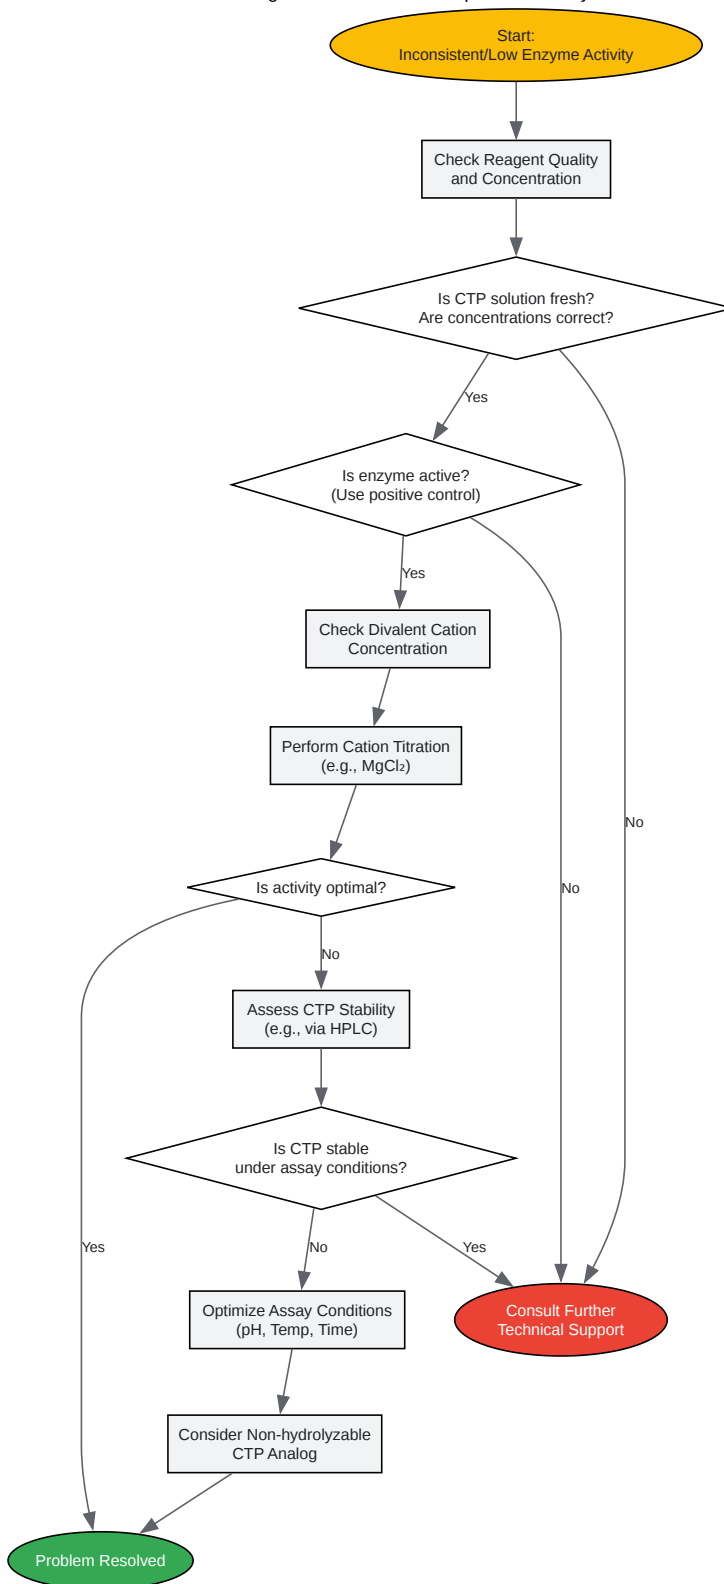 Start:
Inconsistent/Low Enzyme Activity
Check Reagent Quality
and Concentration
Is CTP solution fresh?
Are concentrations correct?
Yes
Is enzyme active?
(Use positive control)
Yes
Check Divalent Cation
Concentration
Perform Cation Titration
(e.g., MgCl₂)
No
Is activity optimal?
No
No
Assess CTP Stability
(e.g., via HPLC)
Is CTP stable
under assay conditions?
Yes
No
Yes
Optimize Assay Conditions
(pH, Temp, Time)
Consult Further
Technical Support
Consider Non-hydrolyzable
CTP Analog
Problem Resolved